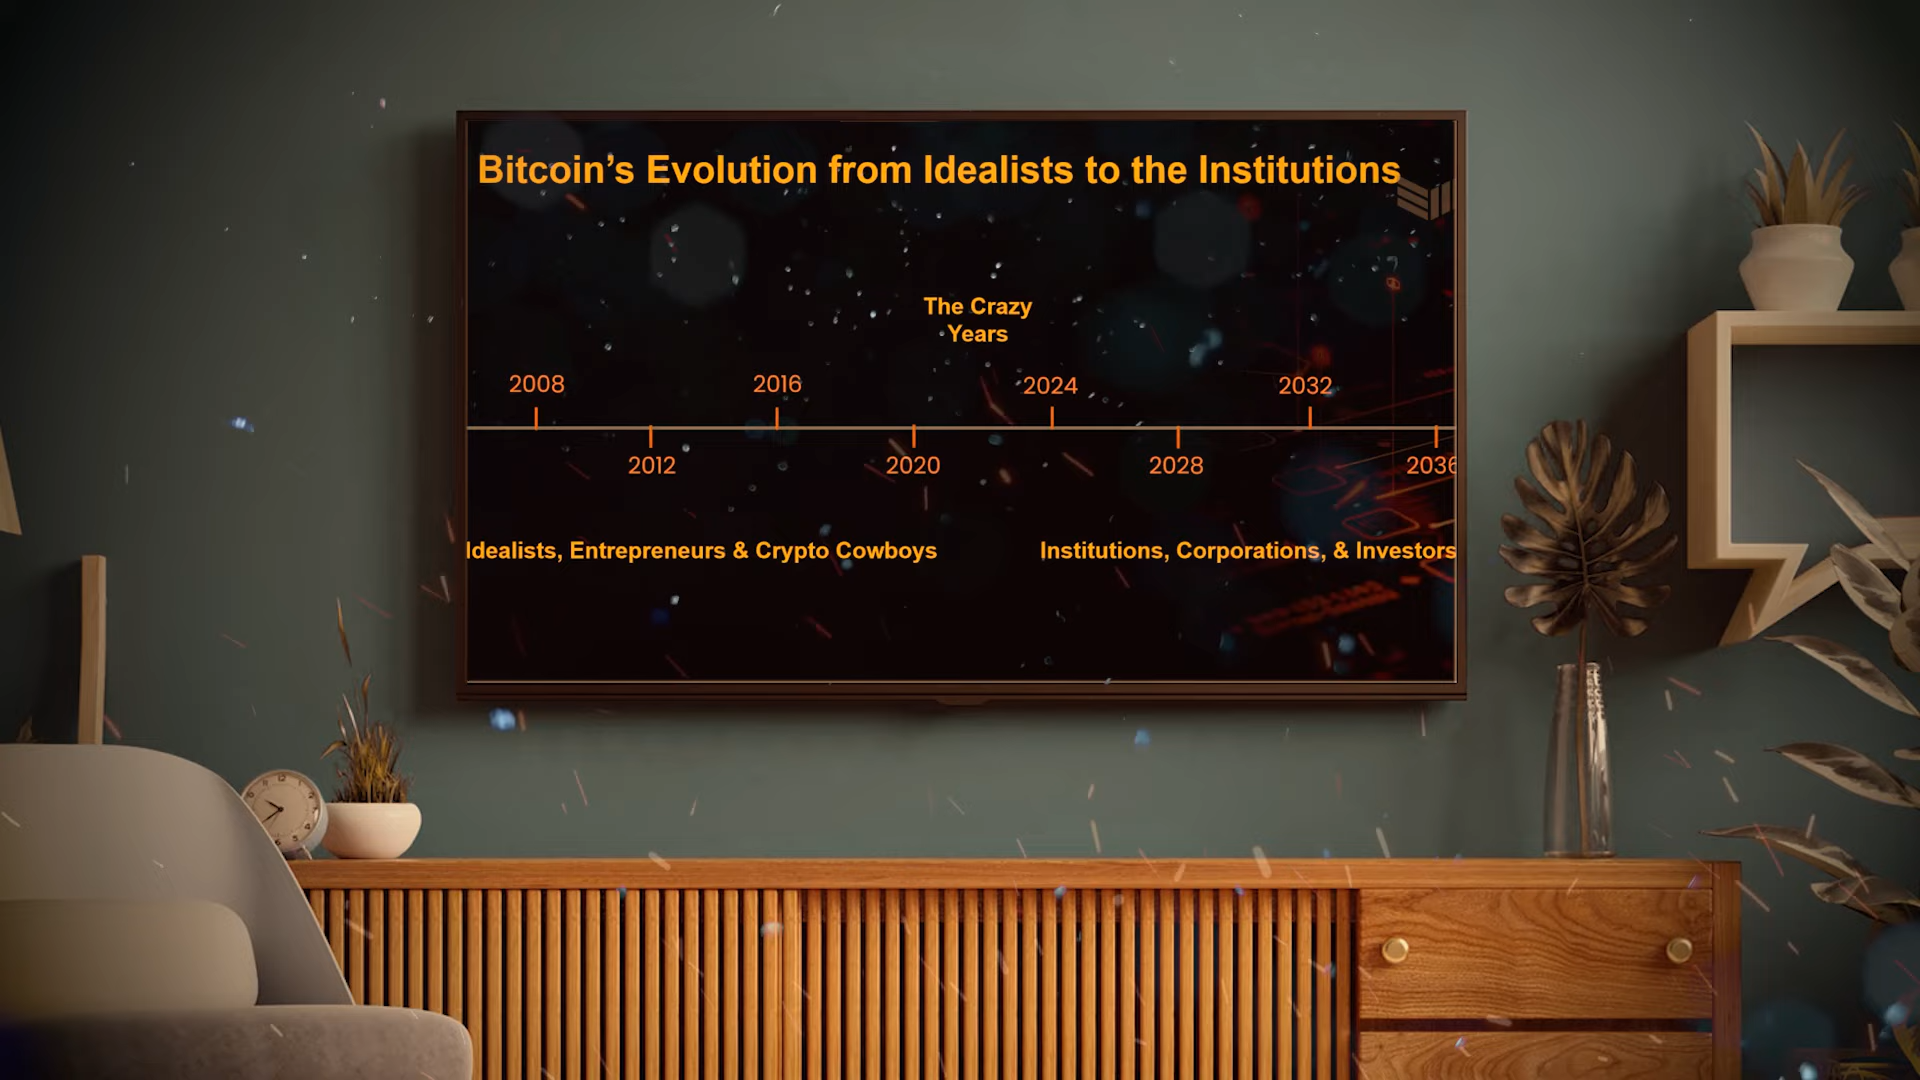 Bitcoin’s Evolution from Idealists to the Institutions
The Crazy
Years
2008
2016
2024
2032
2012
2020
2028
2036
Idealists, Entrepreneurs & Crypto Cowboys
Institutions, Corporations, & Investors